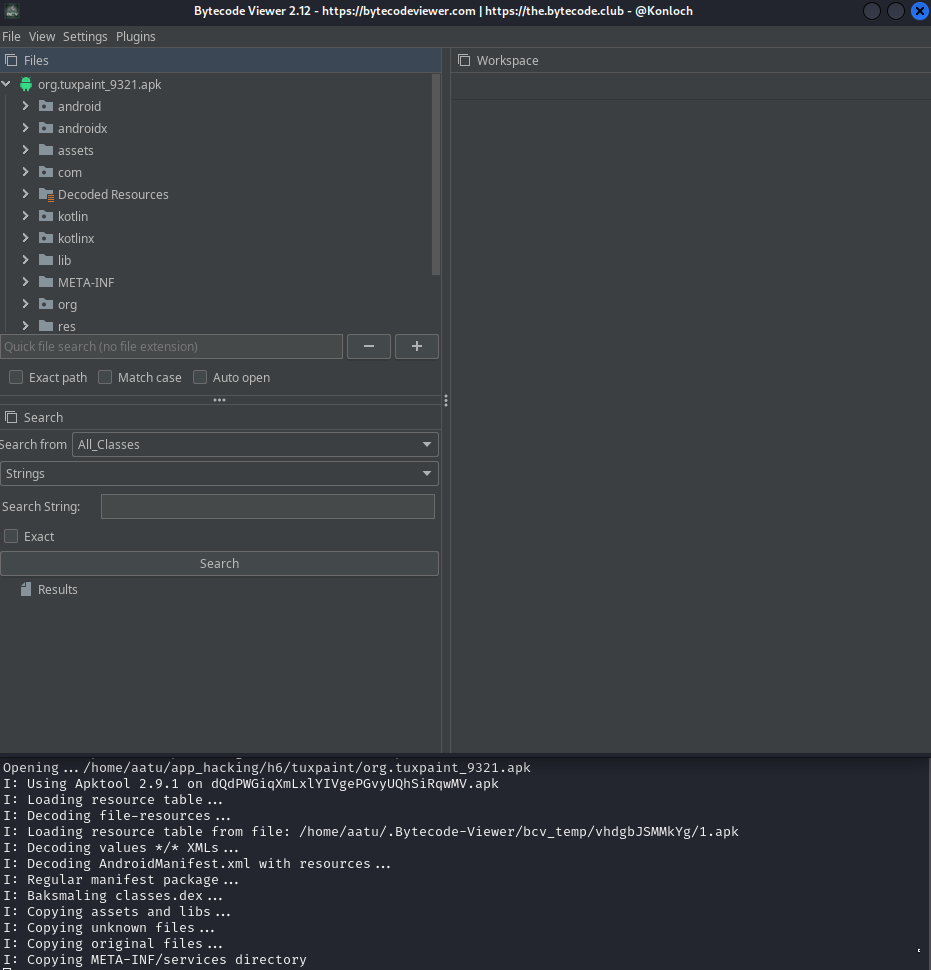 Bytecode Viewer 2.12 - https://bytecodeviewer.com | https://the.bytecode.club - @Konloch
File View Settings Plugins
Files
Workspace
org.tuxpaint_9321.apk
android
androidx
assets
com
Decoded Resources
kotlin
kotlinx
lib
META-INF
org
res
Quick file search (no file extension)
− +
Exact path Match case Auto open
Search
Search from All_Classes
Strings
Search String:
Exact
Search
Results
Opening...⁠/home/aatu/app_hacking/h6/tuxpaint/org.tuxpaint_9321.apk
I: Using Apktool 2.9.1 on dQdPWGiqXmLxlYIVgePGvyUQhSiRqwMV.apk
I: Loading resource table...
I: Decoding file-resources...
I: Loading resource table from file: /home/aatu/.Bytecode-Viewer/bcv_temp/vhdgbJSMMkYg/1.apk
I: Decoding values */* XMLs...
I: Decoding AndroidManifest.xml with resources...
I: Regular manifest package...
I: Baksmaling classes.dex...
I: Copying assets and libs...
I: Copying unknown files...
I: Copying original files...
I: Copying META-INF/services directory